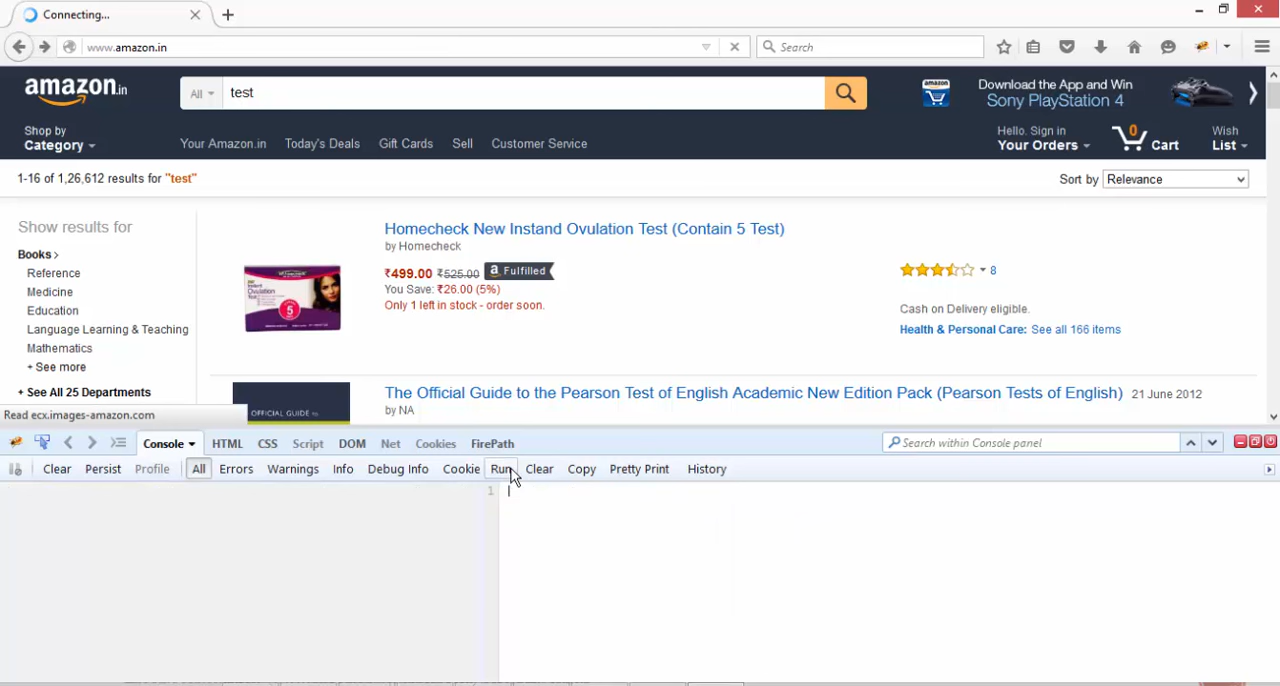 Connecting...
www.amazon.in
Search
amazon.in
All
test
amazon
Download the App and Win
Sony PlayStation 4
Shop by
Category
Your Amazon.in Today's Deals Gift Cards Sell Customer Service
Hello. Sign in
Your Orders
0
Cart
Wish
List
1-16 of 1,26,612 results for "test"
Sort by Relevance
Show results for
Books
Reference
Medicine
Education
Language Learning & Teaching
Mathematics
+ See more
+ See All 25 Departments
Homecheck New Instand Ovulation Test (Contain 5 Test)
by Homecheck
₹499.00 ₹525.00 a Fulfilled
You Save: ₹26.00 (5%)
Only 1 left in stock - order soon.
Ovulation
5
8
Cash on Delivery eligible.
Health & Personal Care: See all 166 items
OFFICIAL GUIDE to
The Official Guide to the Pearson Test of English Academic New Edition Pack (Pearson Tests of English) 21 June 2012
by NA
Read ecx.images-amazon.com
Console HTML CSS Script DOM Net Cookies FirePath
Search within Console panel
Clear Persist Profile All Errors Warnings Info Debug Info Cookie Run Clear Copy Pretty Print History
1